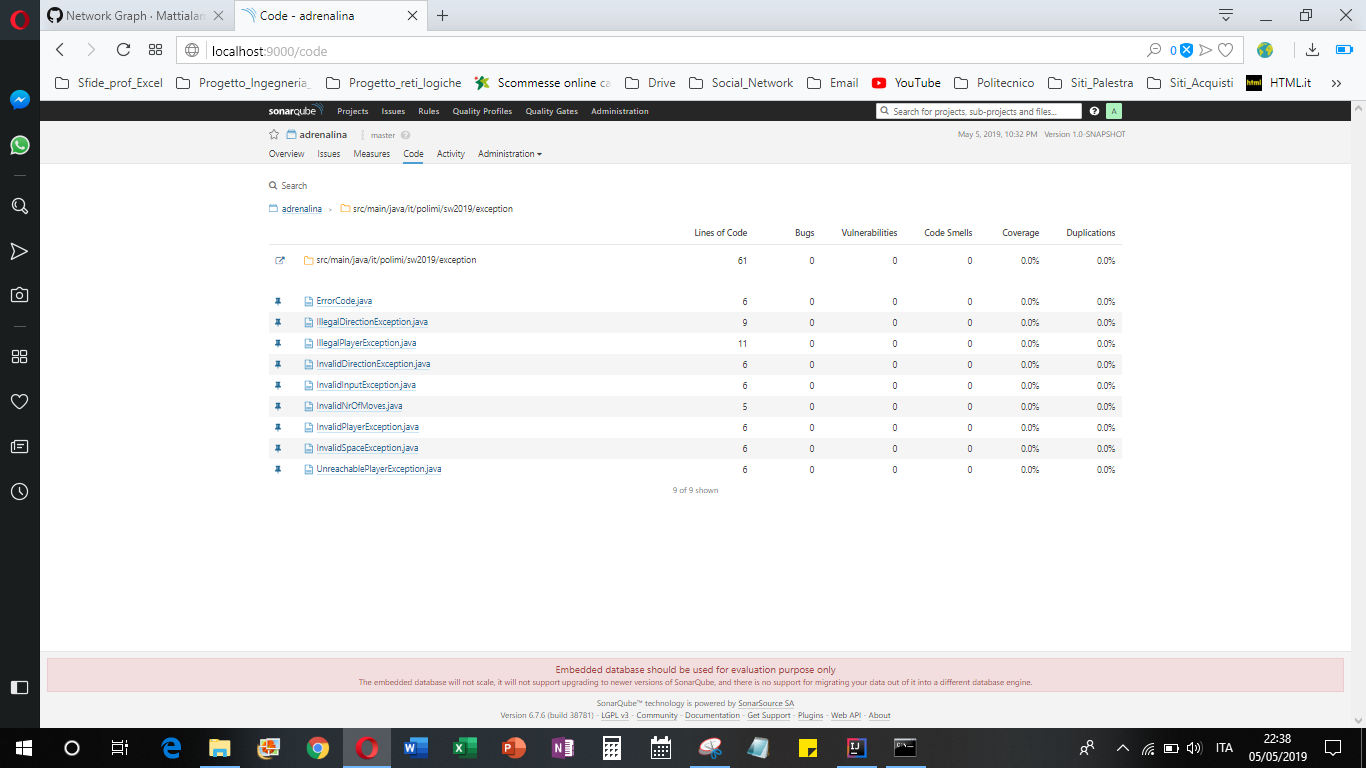 Network Graph · Mattialan
Code - adrenalina
localhost:9000/code
0
Sfide_prof_Excel
Progetto_Ingegneria_
Progetto_reti_logiche
Scommesse online ca
Drive
Social_Network
Email
YouTube
Politecnico
Siti_Palestra
Siti_Acquisti
html HTML.it
sonarqube Projects Issues Rules Quality Profiles Quality Gates Administration Search for projects, sub-projects and files... A
adrenalina master May 5, 2019, 10:32 PM Version 1.0-SNAPSHOT
Overview Issues Measures Code Activity Administration
Search
adrenalina > src/main/java/it/polimi/sw2019/exception
Lines of Code Bugs Vulnerabilities Code Smells Coverage Duplications
src/main/java/it/polimi/sw2019/exception 61 0 0 0 0.0% 0.0%
ErrorCode.java 6 0 0 0 0.0% 0.0%
IllegalDirectionException.java 9 0 0 0 0.0% 0.0%
IllegalPlayerException.java 11 0 0 0 0.0% 0.0%
InvalidDirectionException.java 6 0 0 0 0.0% 0.0%
InvalidInputException.java 6 0 0 0 0.0% 0.0%
InvalidNrOfMoves.java 5 0 0 0 0.0% 0.0%
InvalidPlayerException.java 6 0 0 0 0.0% 0.0%
InvalidSpaceException.java 6 0 0 0 0.0% 0.0%
UnreachablePlayerException.java 6 0 0 0 0.0% 0.0%
9 of 9 shown
Embedded database should be used for evaluation purpose only
The embedded database will not scale, it will not support upgrading to newer versions of SonarQube, and there is no support for migrating your data out of it into a different database engine.
SonarQube™ technology is powered by SonarSource SA
Version 6.7.6 (build 38781) - LGPL v3 - Community - Documentation - Get Support - Plugins - Web API - About
ITA
22:38
05/05/2019